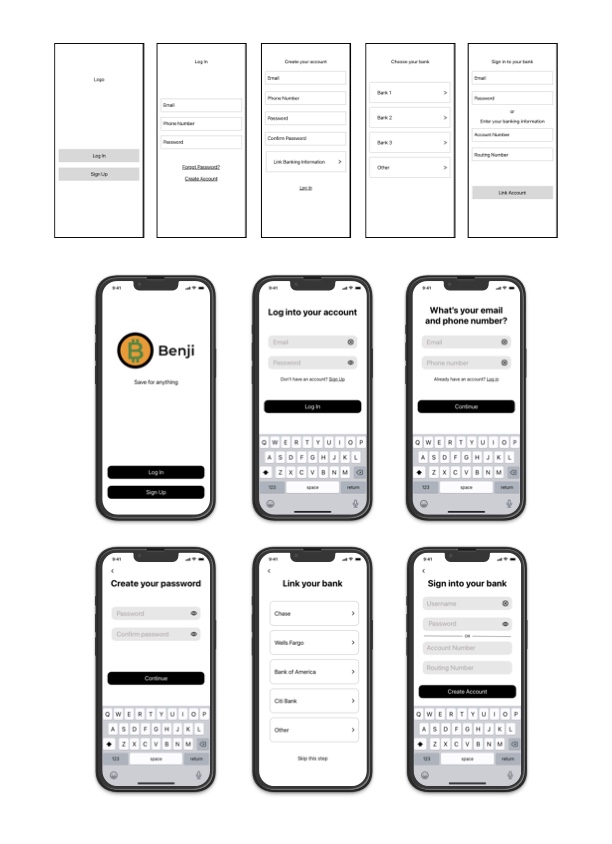 Logo
Log In
Sign Up
Log In
Email
Phone Number
Password
Forgot Password?
Create Account
Create your account
Email
Phone Number
Password
Confirm Password
Link Banking Information >
Log In
Choose your bank
Bank 1 >
Bank 2 >
Bank 3 >
Other >
Sign in to your bank
Email
Password
or
Enter your banking information
Account Number
Routing Number
Link Account
9:41
Benji
Save for anything
Log In
Sign Up
9:41
Log into your account
Email
Password
Don't have an account? Sign Up
Log In
Q W E R T Y U I O P
A S D F G H J K L
Z X C V B N M
123 space return
9:41
What's your email
and phone number?
Email
Phone number
Already have an account? Log in
Continue
Q W E R T Y U I O P
A S D F G H J K L
Z X C V B N M
123 space return
9:41
Create your password
Password
Confirm password
Continue
Q W E R T Y U I O P
A S D F G H J K L
Z X C V B N M
123 space return
9:41
Link your bank
Chase >
Wells Fargo >
Bank of America >
Citi Bank >
Other >
Skip this step
9:41
Sign into your bank
Username
Password
OR
Account Number
Routing Number
Create Account
Q W E R T Y U I O P
A S D F G H J K L
Z X C V B N M
123 space return